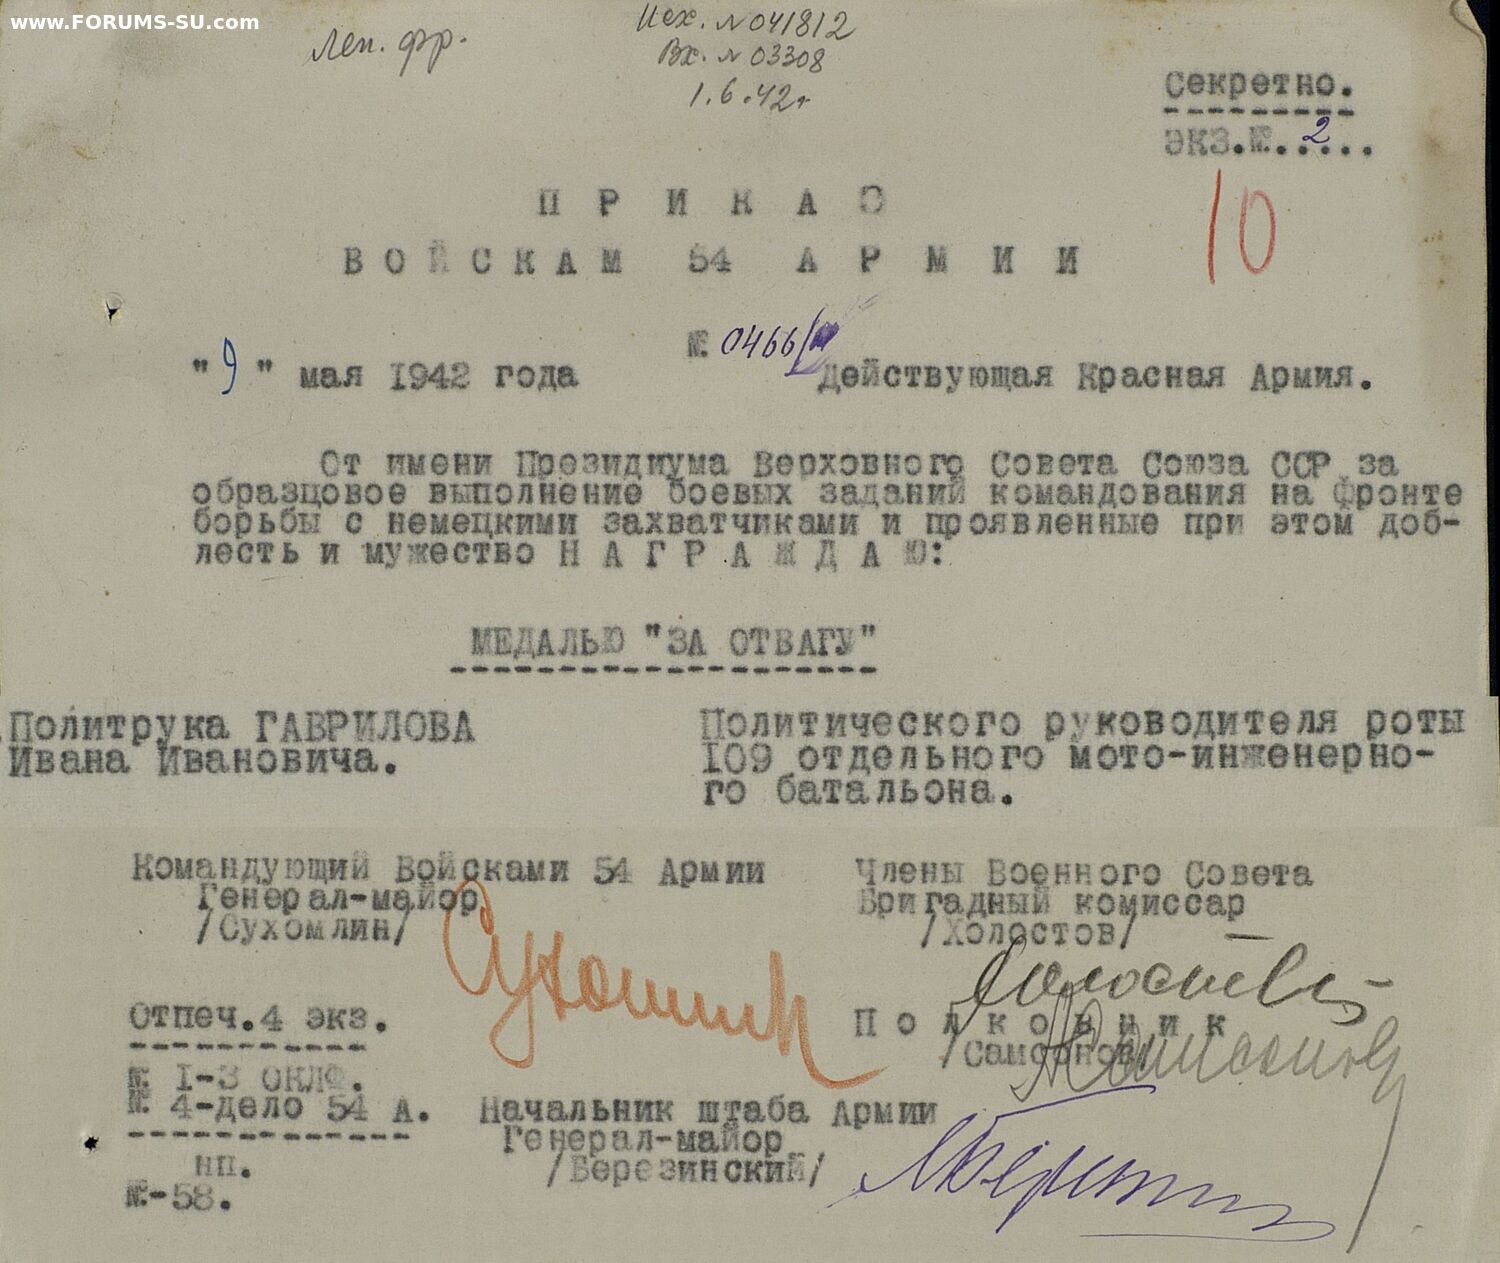 www.FORUMS-SU.com
Лен. фр.
Исх. № 041812
Вх. № 03308
1.6.42г
Секретно.
ЭКЗ.№..2...
10
П Р И К А З
В О Й С К А М 54 А Р М И И
№ 0466/н
"9" мая 1942 года Действующая Красная Армия.
От имени Президиума Верховного Совета Союза ССР за
образцовое выполнение боевых заданий командования на фронте
борьбы с немецкими захватчиками и проявленные при этом доб-
лесть и мужество Н А Г Р А Ж Д А Ю:
МЕДАЛЬЮ "ЗА ОТВАГУ"
Политрука ГАВРИЛОВА Политического руководителя роты
Ивана Ивановича. 109 отдельного мото-инженерно-
го батальона.
Командующий Войсками 54 Армии
Генерал-майор
/Сухомлин/
Сухомлин
Члены Военного Совета
Бригадный комиссар
/Холостов/
Холостов
П о л к о в н и к
/Самсонов/
Отпеч.4 экз.
№ 1-3 ОКЛФ.
№ 4-дело 54 А.
нп.
№-58.
Начальник штаба Армии
Генерал-майор
/Березинский/